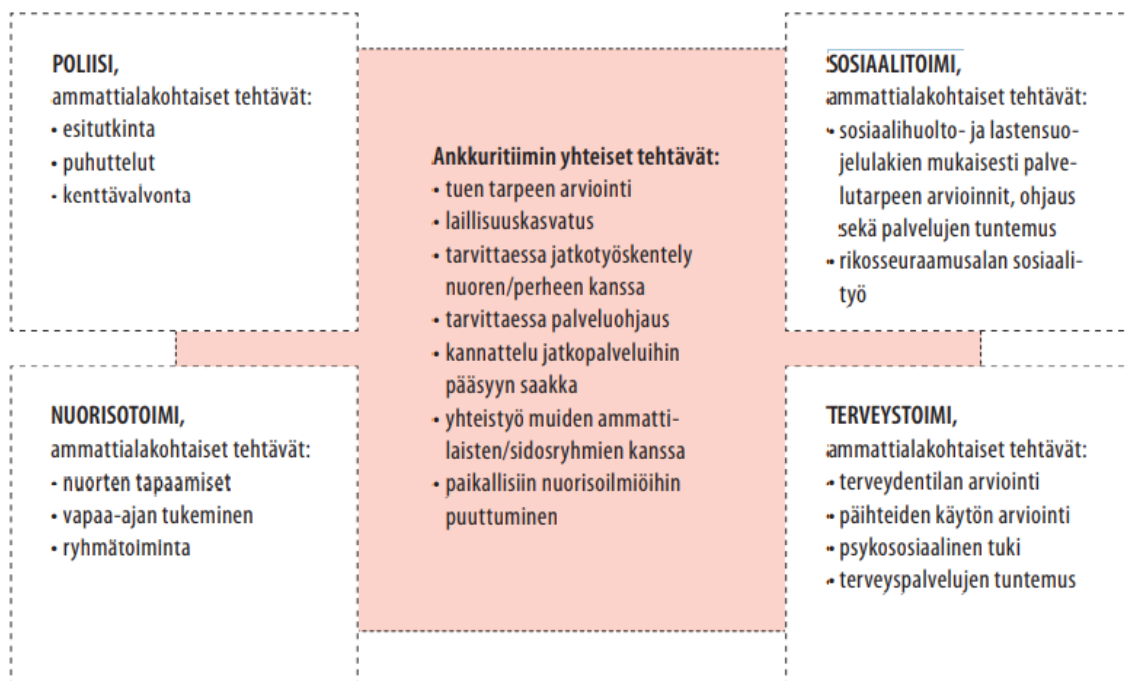 POLIISI,
ammattialakohtaiset tehtävät:
• esitutkinta
• puhuttelut
• kenttävalvonta
Ankkuritiimin yhteiset tehtävät:
• tuen tarpeen arviointi
• laillisuuskasvatus
• tarvittaessa jatkotyöskentely
nuoren/perheen kanssa
• tarvittaessa palveluohjaus
• kannattelu jatkopalveluihin
pääsyyn saakka
• yhteistyö muiden ammatti-
laisten/sidosryhmien kanssa
• paikallisiin nuorisoilmiöihin
puuttuminen
SOSIAALITOIMI,
ammattialakohtaiset tehtävät:
• sosiaalihuolto- ja lastensuo-
jelulakien mukaisesti palve-
lutarpeen arvioinnit, ohjaus
sekä palvelujen tuntemus
• rikosseuraamusalan sosiaali-
työ
NUORISOTOIMI,
ammattialakohtaiset tehtävät:
• nuorten tapaamiset
• vapaa-ajan tukeminen
• ryhmätoiminta
TERVEYSTOIMI,
ammattialakohtaiset tehtävät:
• terveydentilan arviointi
• päihteiden käytön arviointi
• psykososiaalinen tuki
• terveyspalvelujen tuntemus